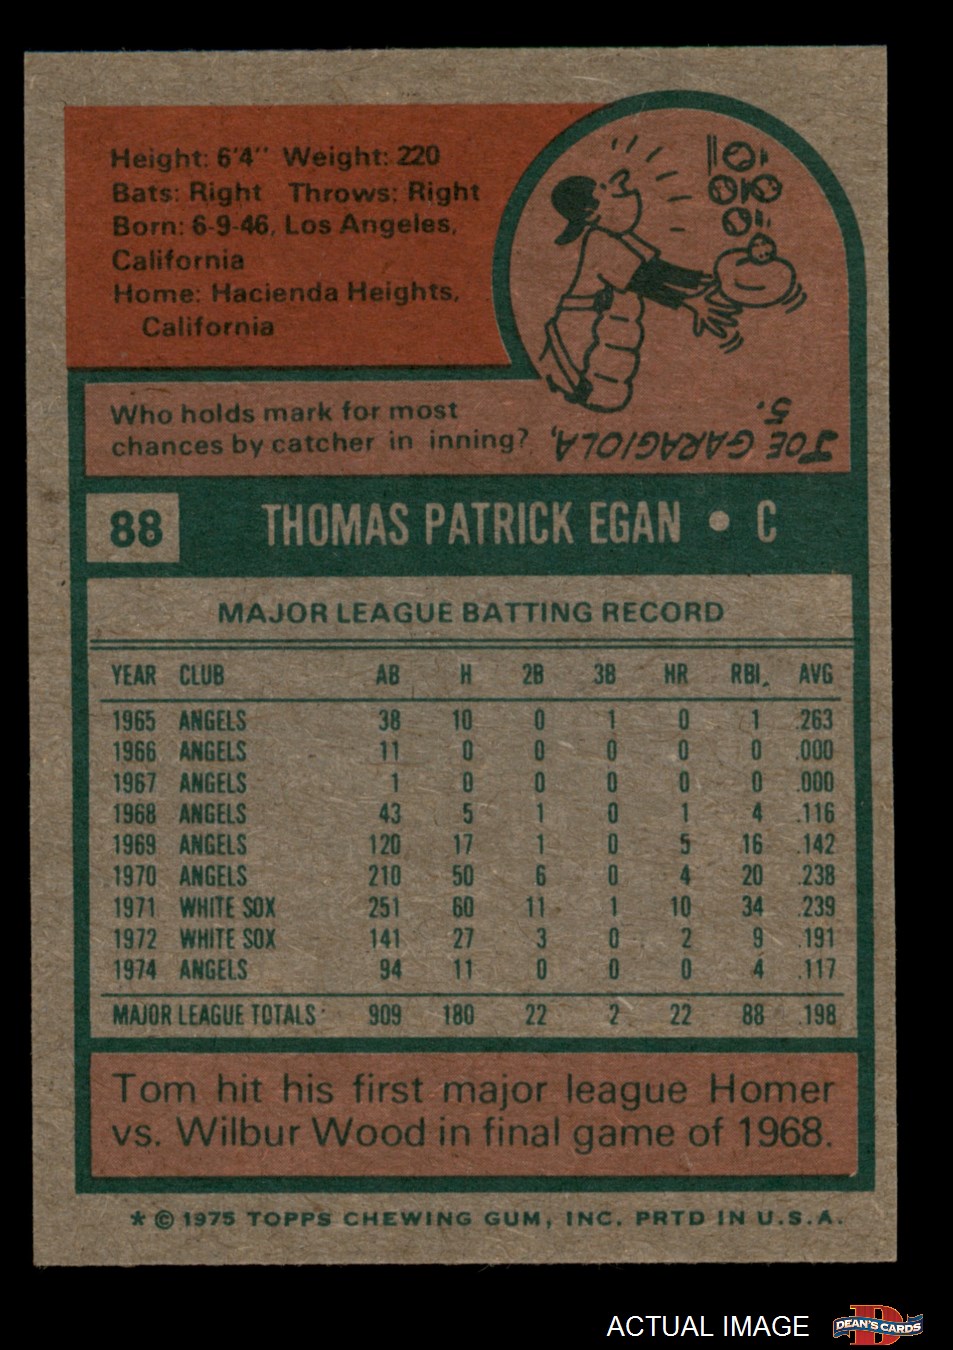 Height: 6'4" Weight: 220
Bats: Right Throws: Right
Born: 6-9-46, Los Angeles,
California
Home: Hacienda Heights,
California
Who holds mark for most
chances by catcher in inning?
JOE GARAGIOLA,
5.
88 THOMAS PATRICK EGAN • C
MAJOR LEAGUE BATTING RECORD
YEAR CLUB AB H 2B 3B HR RBI. AVG
1965 ANGELS 38 10 0 1 0 1 .263
1966 ANGELS 11 0 0 0 0 0 .000
1967 ANGELS 1 0 0 0 0 0 .000
1968 ANGELS 43 5 1 0 1 4 .116
1969 ANGELS 120 17 1 0 5 16 .142
1970 ANGELS 210 50 6 0 4 20 .238
1971 WHITE SOX 251 60 11 1 10 34 .239
1972 WHITE SOX 141 27 3 0 2 9 .191
1974 ANGELS 94 11 0 0 0 4 .117
MAJOR LEAGUE TOTALS 909 180 22 2 22 88 .198
Tom hit his first major league Homer
vs. Wilbur Wood in final game of 1968.
* © 1975 TOPPS CHEWING GUM, INC. PRTD IN U.S.A.
ACTUAL IMAGE
D
DEAN'S CARDS